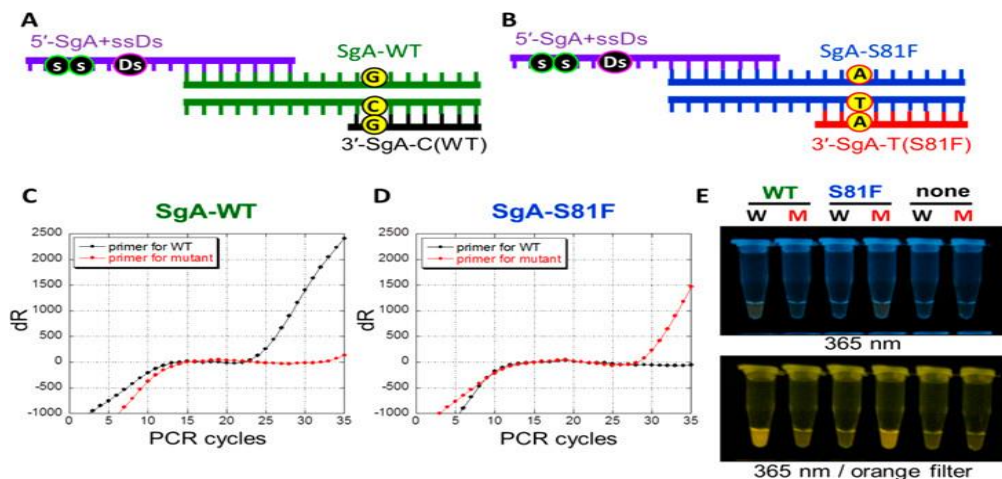 A
5′-SgA+ssDs
s s Ds
SgA-WT
G
C
G
3′-SgA-C(WT)
B
5′-SgA+ssDs
s s Ds
SgA-S81F
A
T
A
3′-SgA-T(S81F)
C
SgA-WT
2500
2000
1500
1000
500
0
-500
-1000
dR
primer for WT
primer for mutant
0 5 10 15 20 25 30 35
PCR cycles
D
SgA-S81F
2500
2000
1500
1000
500
0
-500
-1000
dR
primer for WT
primer for mutant
0 5 10 15 20 25 30 35
PCR cycles
E
WT S81F none
W M W M W M
365 nm
365 nm / orange filter